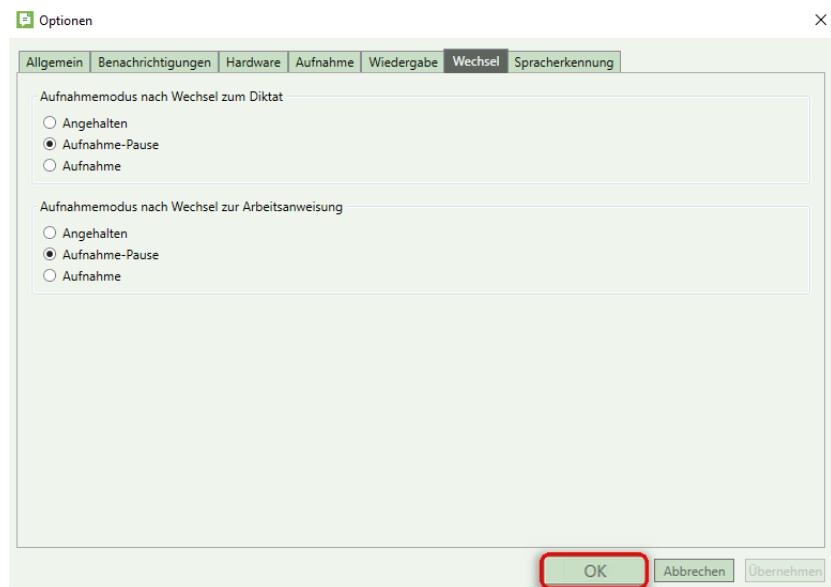 Optionen
Allgemein Benachrichtigungen Hardware Aufnahme Wiedergabe Wechsel Spracherkennung
Aufnahmemodus nach Wechsel zum Diktat
Angehalten
Aufnahme-Pause
Aufnahme
Aufnahmemodus nach Wechsel zur Arbeitsanweisung
Angehalten
Aufnahme-Pause
Aufnahme
OK Abbrechen Übernehmen